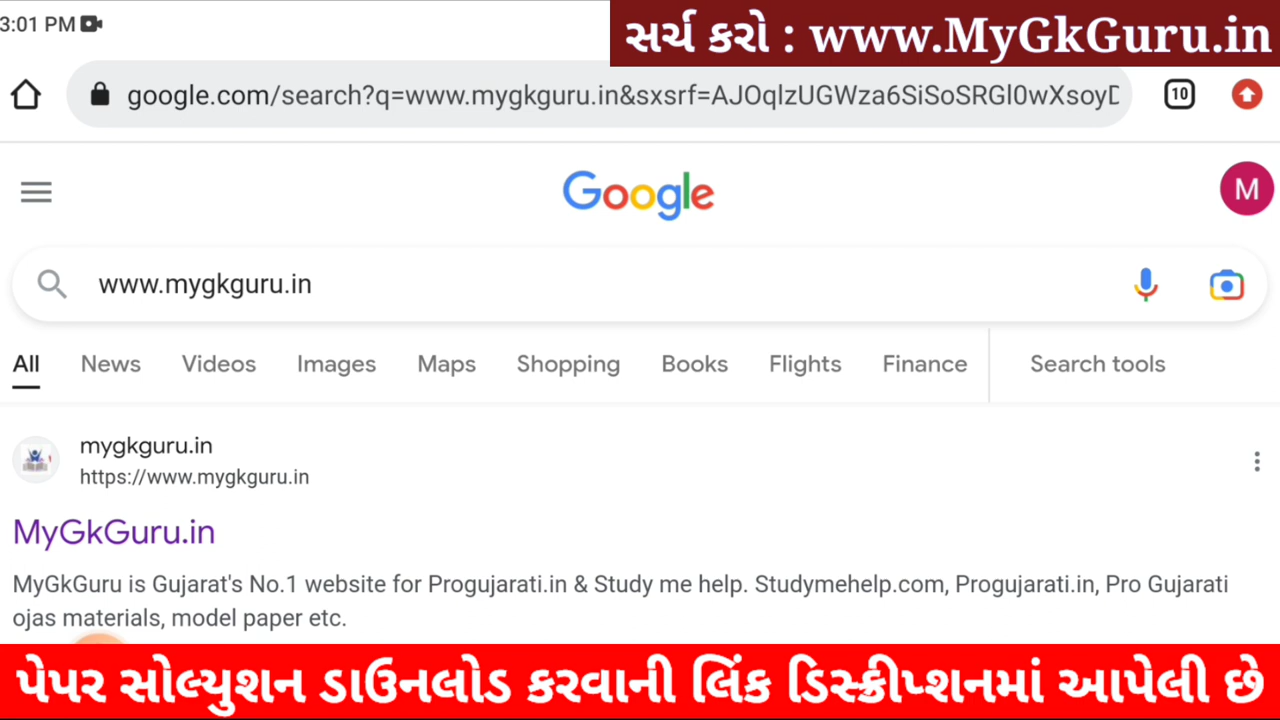 3:01 PM
સર્ચ કરો : www.MyGkGuru.in
google.com/search?q=www.mygkguru.in&sxsrf=AJOqlzUGWza6SiSoSRGl0wXsoyD
10
Google
M
www.mygkguru.in
All News Videos Images Maps Shopping Books Flights Finance Search tools
mygkguru.in
https://www.mygkguru.in
MyGkGuru.in
MyGkGuru is Gujarat's No.1 website for Progujarati.in & Study me help. Studymehelp.com, Progujarati.in, Pro Gujarati
ojas materials, model paper etc.
પેપર સોલ્યુશન ડાઉનલોડ કરવાની લિંક ડિસ્ક્રીપ્શનમાં આપેલી છે